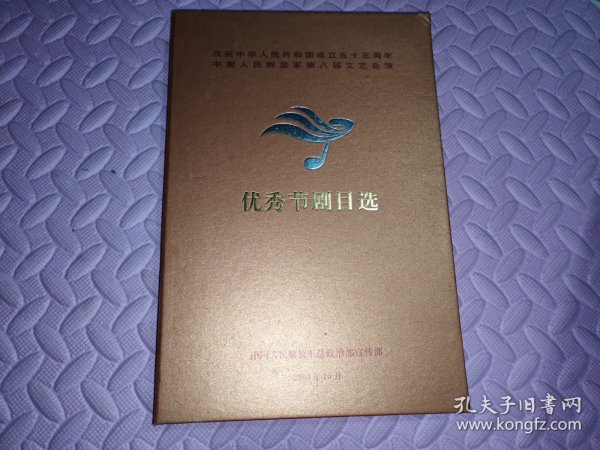 庆祝中华人民共和国成立五十五周年
中国人民解放军第八届文艺会演
优秀节剧目选
中国人民解放军总政治部宣传部
2004年10月
孔夫子旧书网
www.kongfz.com